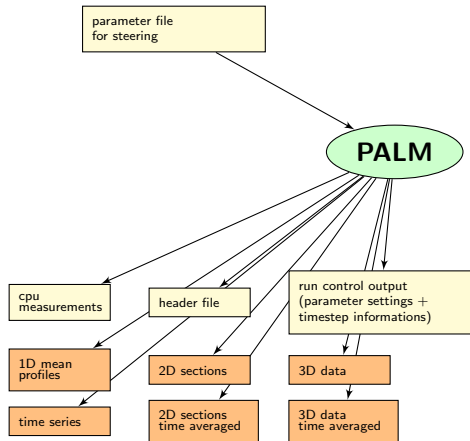 parameter file
for steering
PALM
cpu
measurements
header file
run control output
(parameter settings +
timestep informations)
1D mean
profiles
2D sections
3D data
time series
2D sections
time averaged
3D data
time averaged